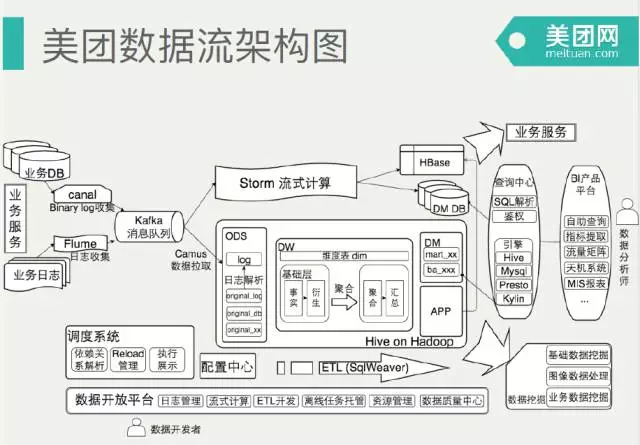 美团数据流架构图
美团网
meituan.com
业务服务
业务DB
canal
Binary log收集
Flume
日志收集
业务日志
Kafka
消息队列
Storm 流式计算
Camus
数据拉取
HBase
DM DB
业务服务
ODS
log
日志解析
original_log
original_db
original_xx
DW
维度表 dim
基础层
事实
衍生
聚合
聚合
汇总
DM
mart_xx
ba_xxx
APP
Hive on Hadoop
查询中心
SQL解析
鉴权
引擎
Hive
Mysql
Presto
Kylin
BI产品
平台
自助查询
指标提取
流量矩阵
天机系统
MIS报表
...
数据分析师
调度系统
依赖关
系解析
Reload
管理
执行
展示
配置中心
ETL (SqlWeaver)
基础数据挖掘
图像数据处理
数据挖掘
业务数据挖掘
数据开放平台
日志管理
流式计算
ETL开发
离线任务托管
资源管理
数据质量中心
数据开发者